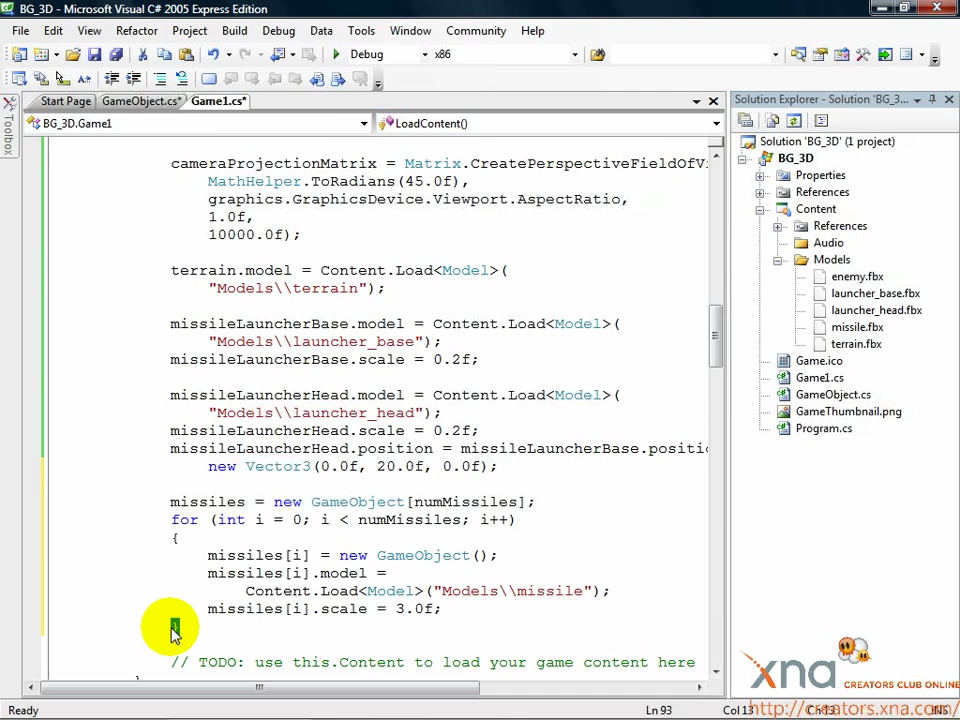 BG_3D - Microsoft Visual C# 2005 Express Edition
File Edit View Refactor Project Build Debug Data Tools Window Community Help
Debug x86
Start Page GameObject.cs* Game1.cs*
BG_3D.Game1 LoadContent()
Toolbox
cameraProjectionMatrix = Matrix.CreatePerspectiveFieldOfVi
MathHelper.ToRadians(45.0f),
graphics.GraphicsDevice.Viewport.AspectRatio,
1.0f,
10000.0f);
terrain.model = Content.Load<Model>(
"Models\\terrain");
missileLauncherBase.model = Content.Load<Model>(
"Models\\launcher_base");
missileLauncherBase.scale = 0.2f;
missileLauncherHead.model = Content.Load<Model>(
"Models\\launcher_head");
missileLauncherHead.scale = 0.2f;
missileLauncherHead.position = missileLauncherBase.positio
new Vector3(0.0f, 20.0f, 0.0f);
missiles = new GameObject[numMissiles];
for (int i = 0; i < numMissiles; i++)
{
missiles[i] = new GameObject();
missiles[i].model =
Content.Load<Model>("Models\\missile");
missiles[i].scale = 3.0f;
}
// TODO: use this.Content to load your game content here
}
Solution Explorer - Solution 'BG_3...
Solution 'BG_3D' (1 project)
BG_3D
Properties
References
Content
References
Audio
Models
enemy.fbx
launcher_base.fbx
launcher_head.fbx
missile.fbx
terrain.fbx
Game.ico
Game1.cs
GameObject.cs
GameThumbnail.png
Program.cs
xna CREATORS CLUB ONLINE
http://creators.xna.com/
Ready Ln 93 Col 13 INS